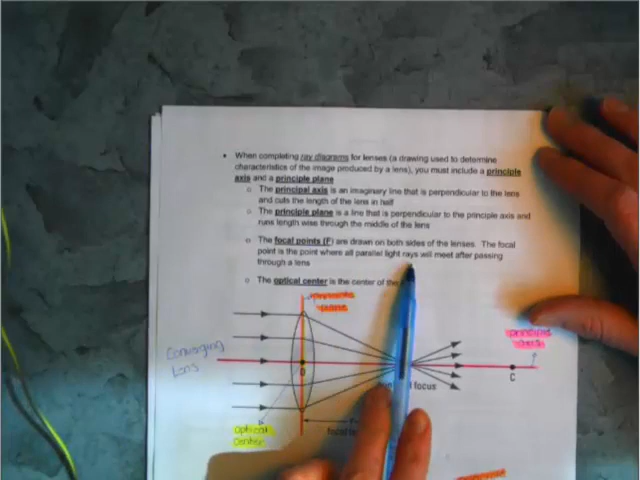 • When completing ray diagrams for lenses (a drawing used to determine
characteristics of the image produced by a lens), you must include a principle
axis and a principle plane
o The principal axis is an imaginary line that is perpendicular to the lens
and cuts the length of the lens in half
o The principle plane is a line that is perpendicular to the principle axis and
runs length wise through the middle of the lens
o The focal points (F) are drawn on both sides of the lenses. The focal
point is the point where all parallel light rays will meet after passing
through a lens
o The optical center is the center of the
principle
plane
Converging
Lens
principle
O
C
focus
optical
center
focal